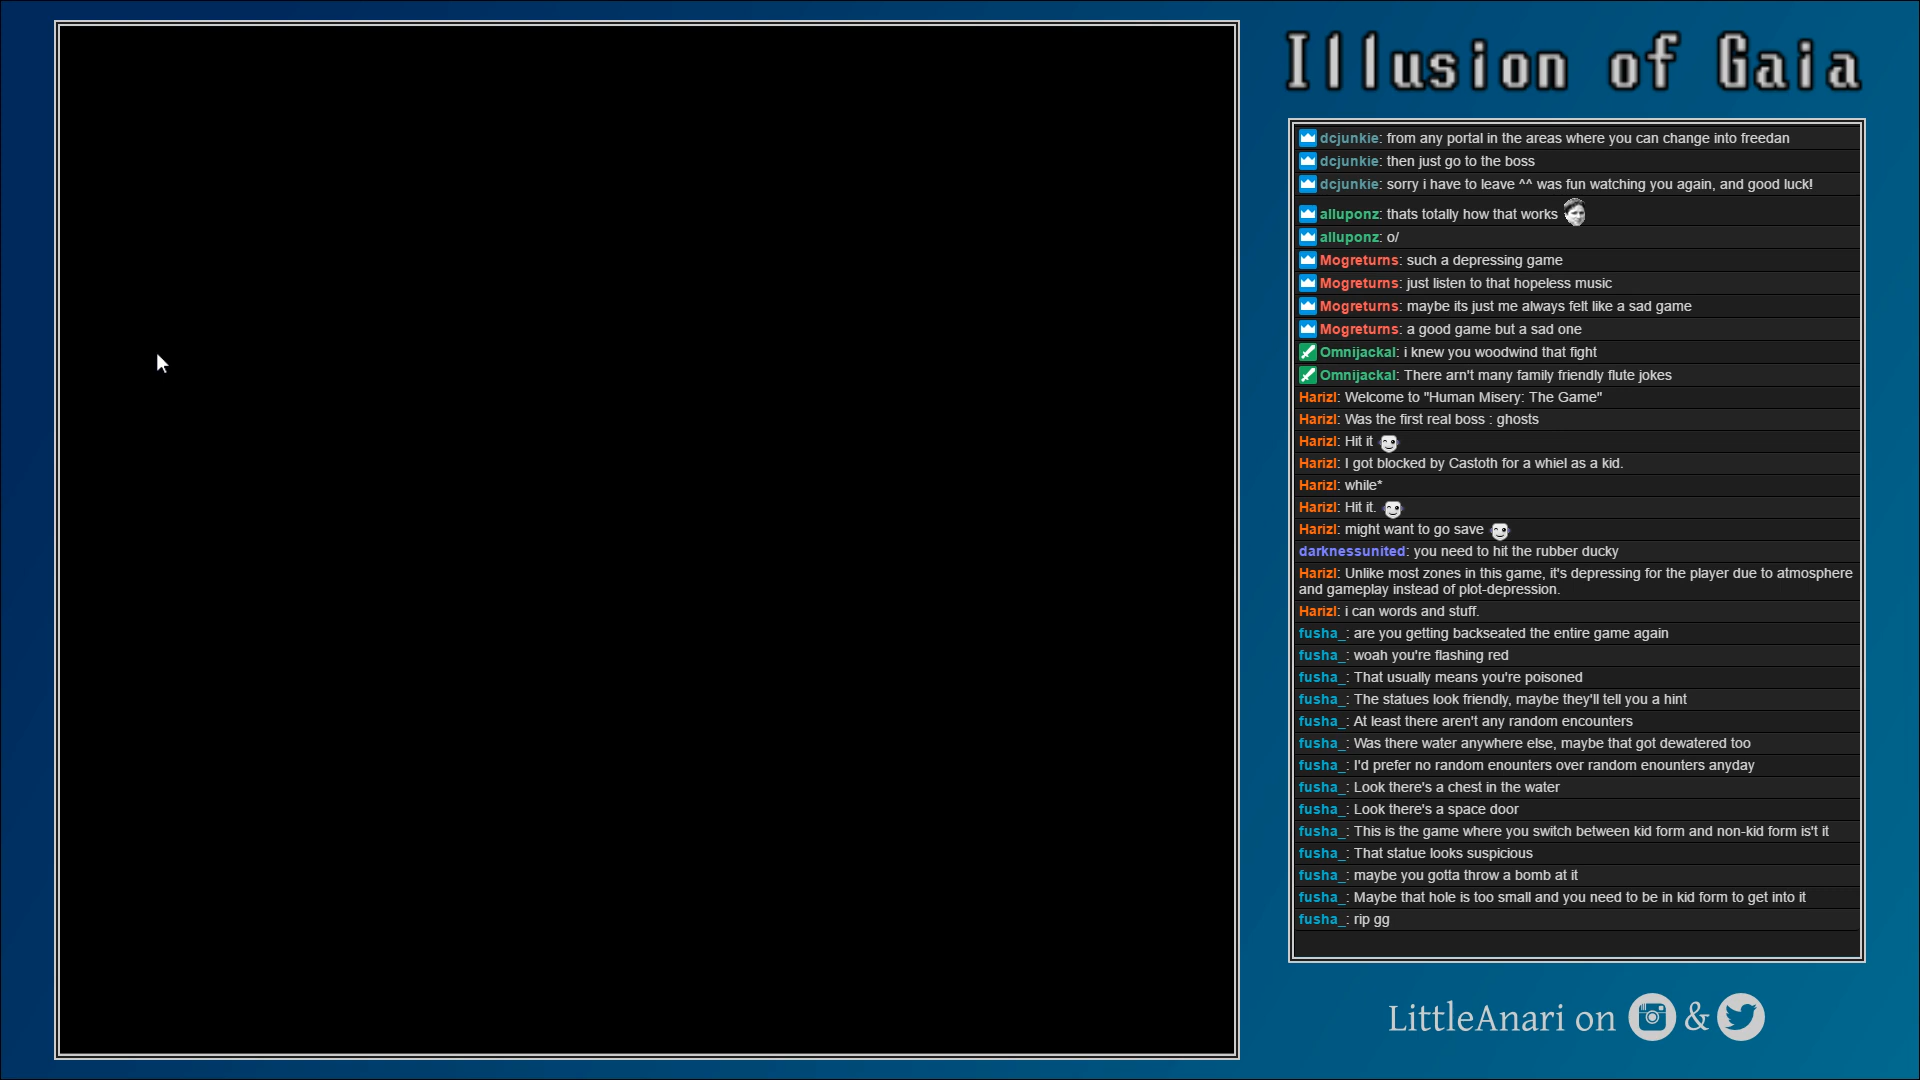 Illusion of Gaia
dcjunkie: from any portal in the areas where you can change into freedan
dcjunkie: then just go to the boss
dcjunkie: sorry i have to leave ^^ was fun watching you again, and good luck!
alluponz: thats totally how that works
alluponz: o/
Mogreturns: such a depressing game
Mogreturns: just listen to that hopeless music
Mogreturns: maybe its just me always felt like a sad game
Mogreturns: a good game but a sad one
Omnijackal: i knew you woodwind that fight
Omnijackal: There arn't many family friendly flute jokes
Harizl: Welcome to "Human Misery: The Game"
Harizl: Was the first real boss : ghosts
Harizl: Hit it
Harizl: I got blocked by Castoth for a whiel as a kid.
Harizl: while*
Harizl: Hit it.
Harizl: might want to go save
darknessunited: you need to hit the rubber ducky
Harizl: Unlike most zones in this game, it's depressing for the player due to atmosphere
and gameplay instead of plot-depression.
Harizl: i can words and stuff.
fusha_: are you getting backseated the entire game again
fusha_: woah you're flashing red
fusha_: That usually means you're poisoned
fusha_: The statues look friendly, maybe they'll tell you a hint
fusha_: At least there aren't any random encounters
fusha_: Was there water anywhere else, maybe that got dewatered too
fusha_: I'd prefer no random enounters over random enounters anyday
fusha_: Look there's a chest in the water
fusha_: Look there's a space door
fusha_: This is the game where you switch between kid form and non-kid form is't it
fusha_: That statue looks suspicious
fusha_: maybe you gotta throw a bomb at it
fusha_: Maybe that hole is too small and you need to be in kid form to get into it
fusha_: rip gg
LittleAnari on &